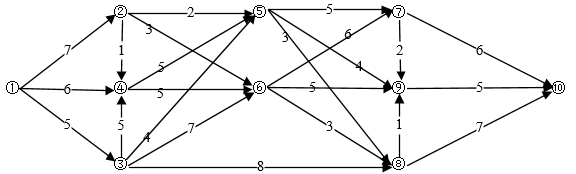 ② 2 ⑤ 5 ⑦
3 6
7 1 5 3 4 2 6
① 6 ④ 5 ⑥ 5 ⑨ 5 ⑩
5 5 4 7 3 1 7
③ 8 ⑧